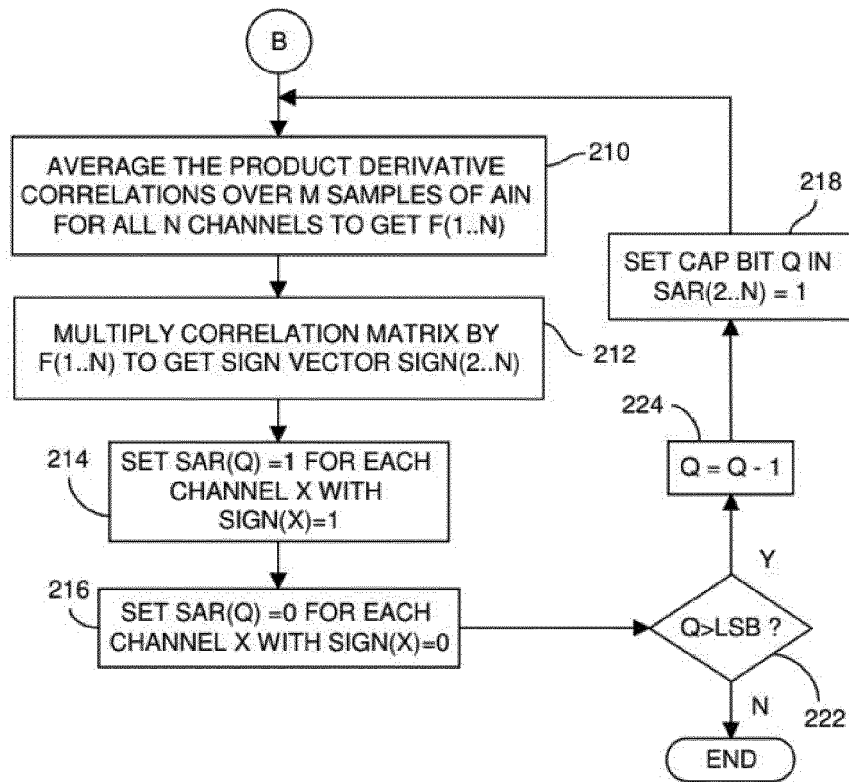 B
AVERAGE THE PRODUCT DERIVATIVE
CORRELATIONS OVER M SAMPLES OF AIN
FOR ALL N CHANNELS TO GET F(1..N)
210
MULTIPLY CORRELATION MATRIX BY
F(1..N) TO GET SIGN VECTOR SIGN(2..N)
212
214
SET SAR(Q) =1 FOR EACH
CHANNEL X WITH
SIGN(X)=1
216
SET SAR(Q) =0 FOR EACH
CHANNEL X WITH SIGN(X)=0
218
SET CAP BIT Q IN
SAR(2..N) = 1
224
Q = Q - 1
Y
Q>LSB ?
222
N
END